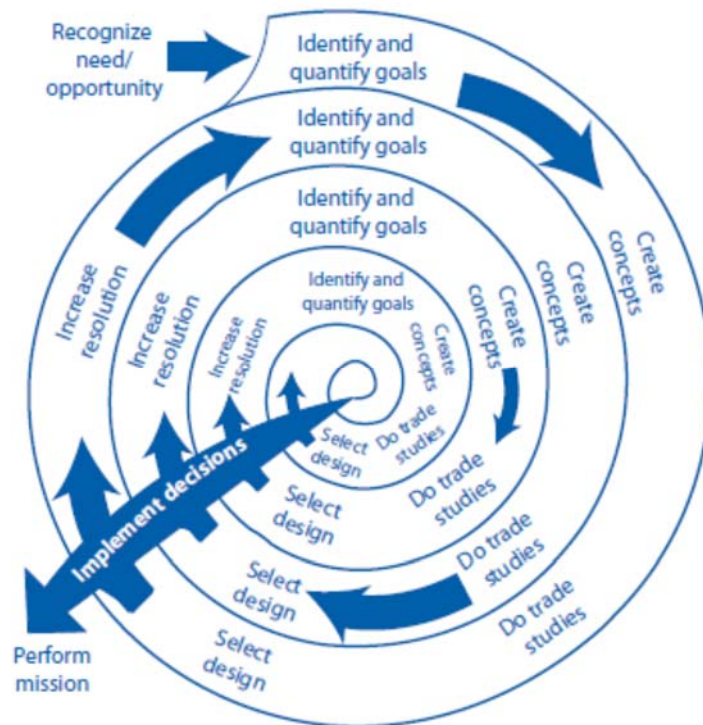 Recognize
need/
opportunity
Identify and
quantify goals
Identify and
quantify goals
Identify and
quantify goals
Identify and
quantify goals
Create
concepts
Create
concepts
Create
concepts
Create
concepts
Do trade
studies
Do trade
studies
Do trade
studies
Do trade
studies
Select
design
Select
design
Select
design
Select
design
Increase
resolution
Increase
resolution
Increase
resolution
Implement decisions
Perform
mission